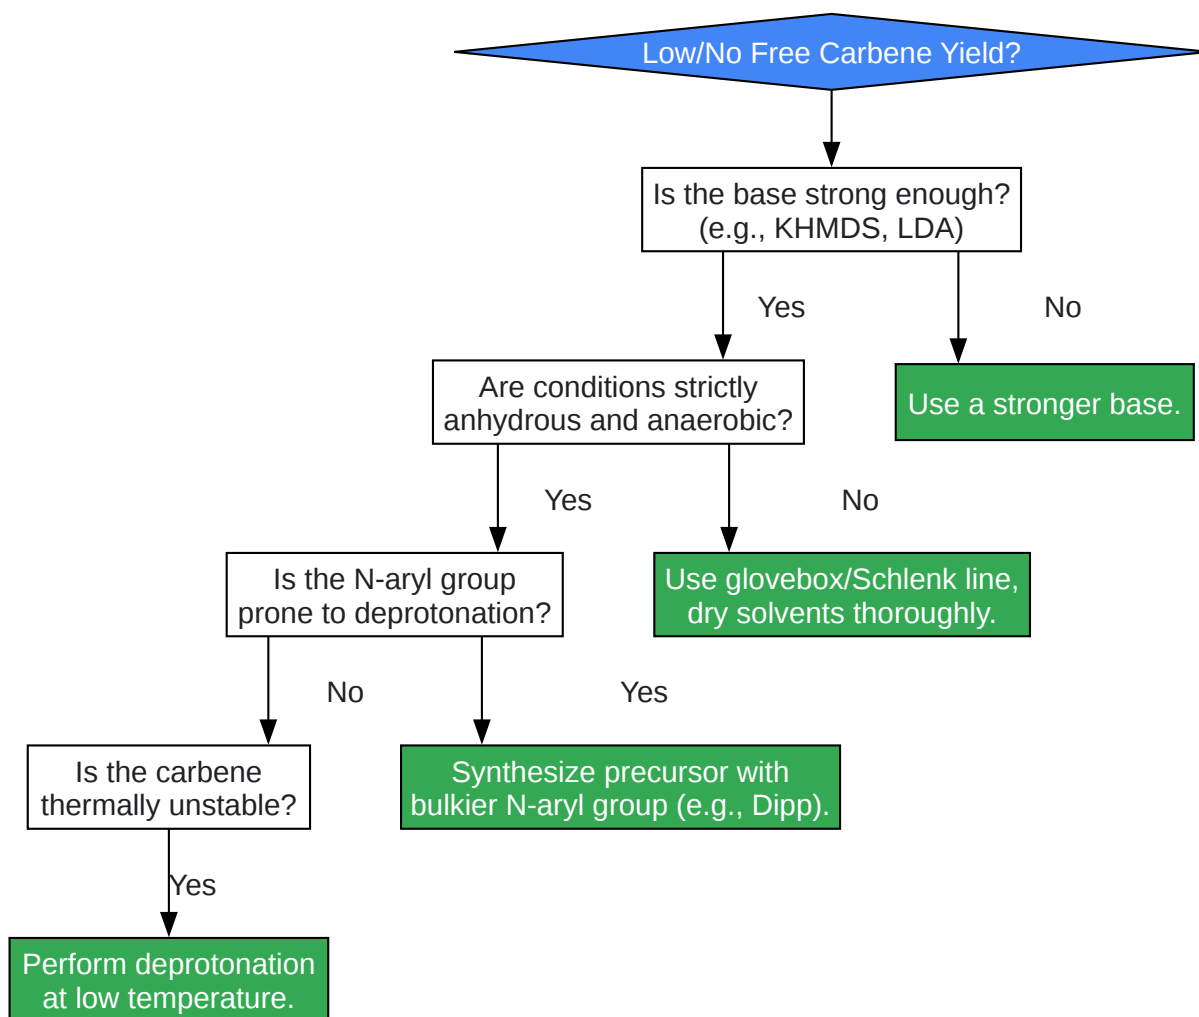 Low/No Free Carbene Yield?
Is the base strong enough?
(e.g., KHMDS, LDA)
Yes
No
Are conditions strictly
anhydrous and anaerobic?
Use a stronger base.
Yes
No
Is the N-aryl group
prone to deprotonation?
Use glovebox/Schlenk line,
dry solvents thoroughly.
No
Yes
Is the carbene
thermally unstable?
Synthesize precursor with
bulkier N-aryl group (e.g., Dipp).
Yes
Perform deprotonation
at low temperature.